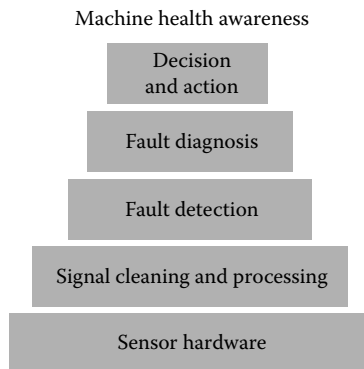 Machine health awareness
Decision
and action
Fault diagnosis
Fault detection
Signal cleaning and processing
Sensor hardware